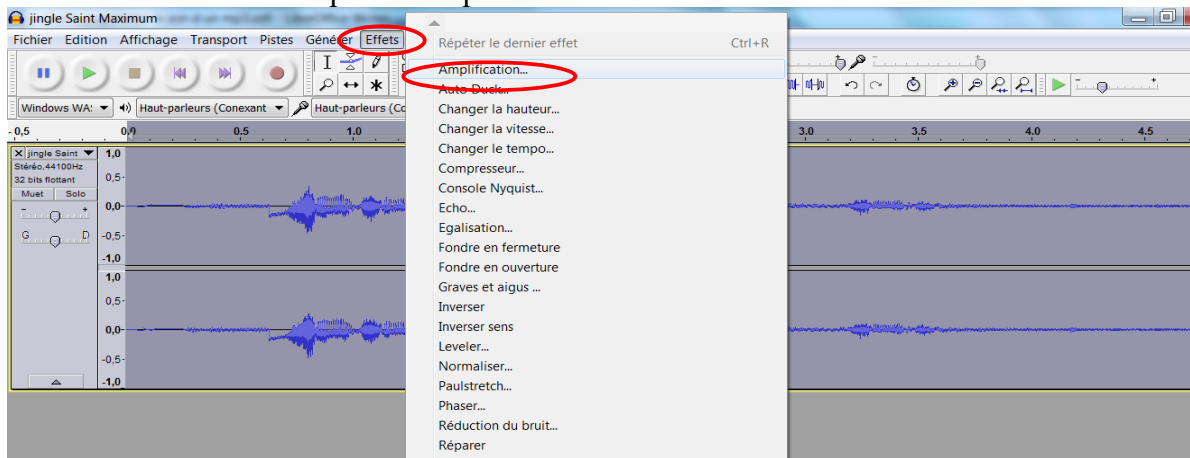 jingle Saint Maximum
Fichier Edition Affichage Transport Pistes Générer Effets
Windows WA: Haut-parleurs (Conexant Haut-parleurs (Co
-0,5 0,0 0.5 1.0 3.0 3.5 4.0 4.5
jingle Saint
Stéréo,44100Hz
32 bits flottant
Muet Solo
- +
G D
1,0
0,5-
0,0-
-0,5-
-1,0
1,0
0,5-
0,0-
-0,5-
-1,0
Répéter le dernier effet Ctrl+R
Amplification...
Auto Duck...
Changer la hauteur...
Changer la vitesse...
Changer le tempo...
Compresseur...
Console Nyquist...
Echo...
Egalisation...
Fondre en fermeture
Fondre en ouverture
Graves et aigus ...
Inverser
Inverser sens
Leveler...
Normaliser...
Paulstretch...
Phaser...
Réduction du bruit...
Réparer